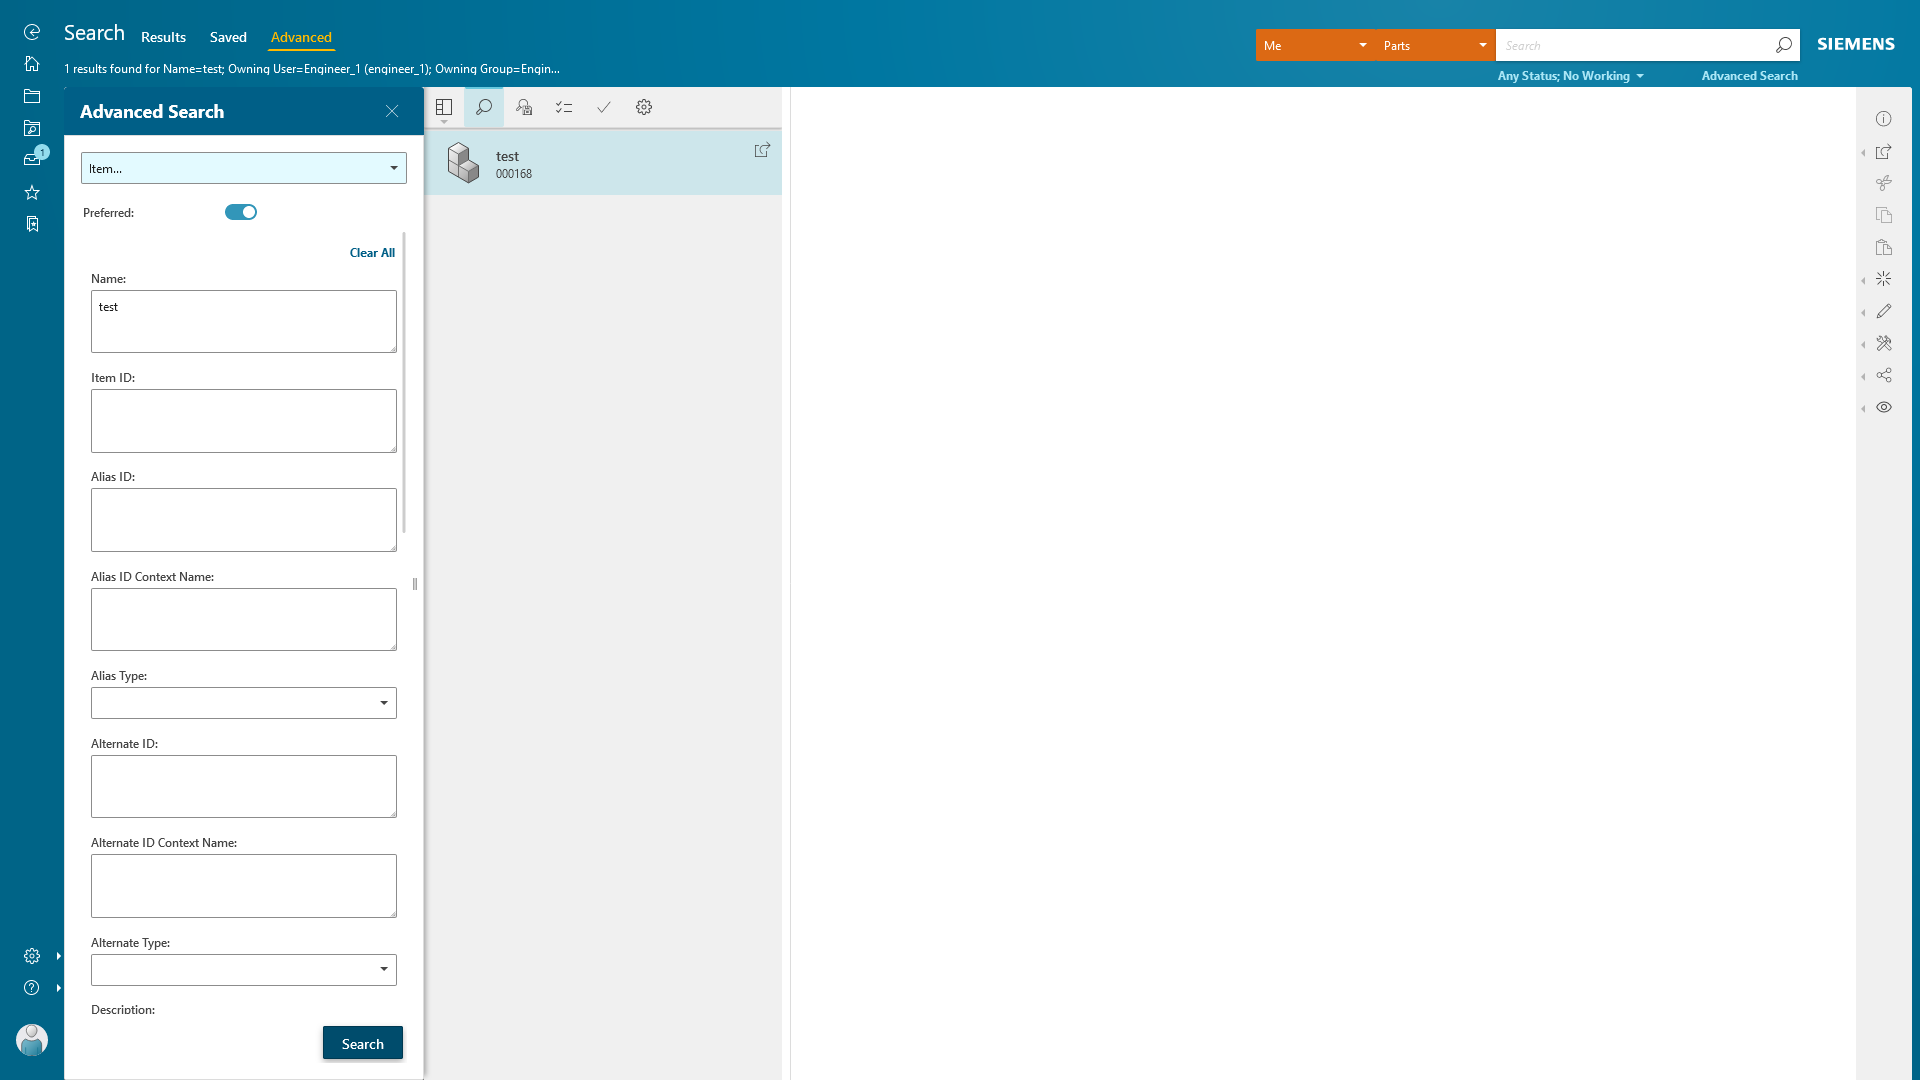 Search
Results
Saved
Advanced
1 results found for Name=test; Owning User=Engineer_1 (engineer_1); Owning Group=Engin...
Me
Parts
Search
SIEMENS
Any Status; No Working
Advanced Search
1
Advanced Search
Item...
Preferred:
Clear All
Name:
test
Item ID:
Alias ID:
Alias ID Context Name:
Alias Type:
Alternate ID:
Alternate ID Context Name:
Alternate Type:
Description:
Search
test
000168